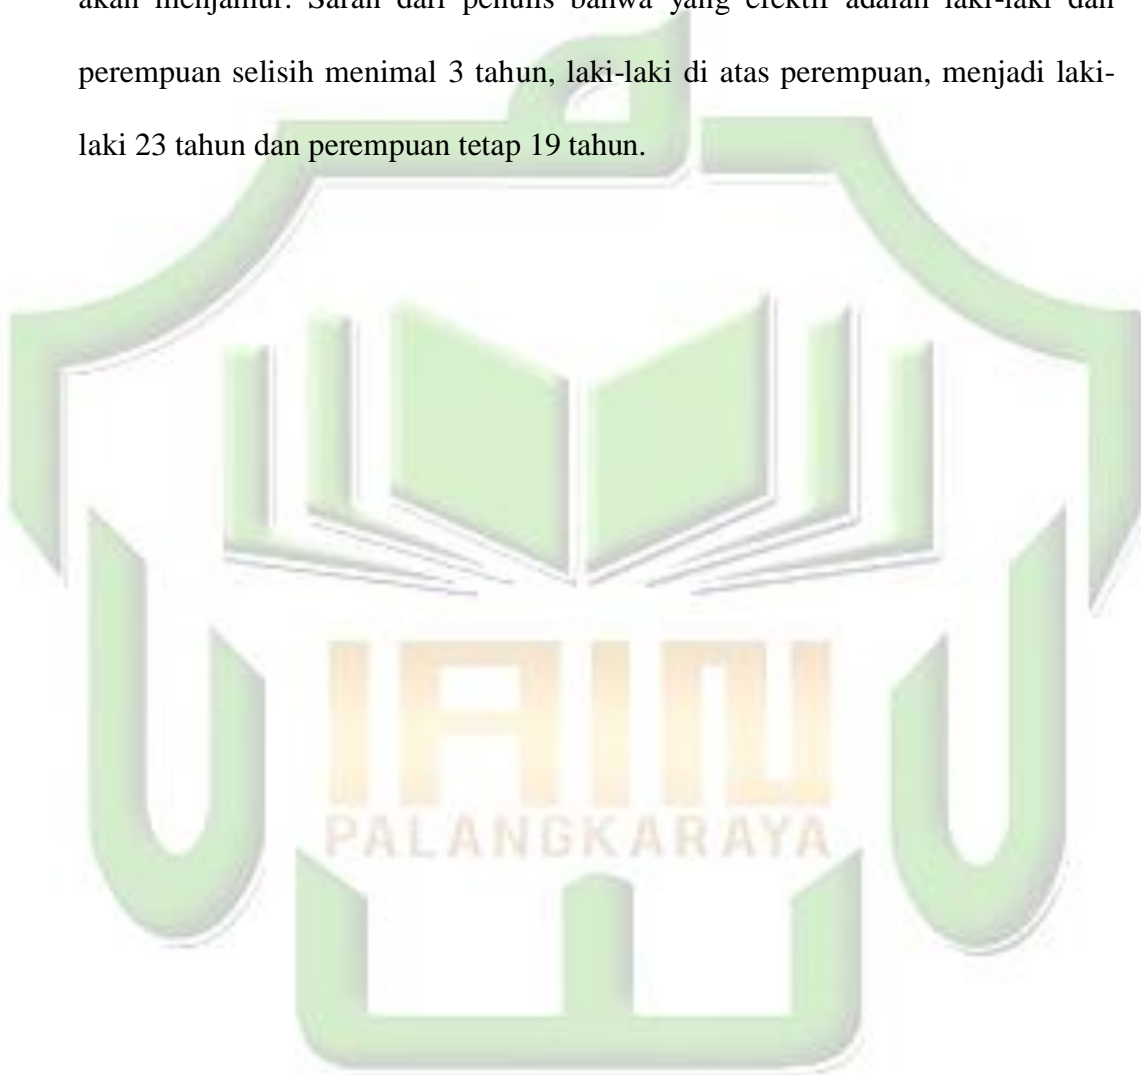 akan menjamur. Saran dari penulis bahwa yang efektif adalah laki-laki dan
perempuan selisih menimal 3 tahun, laki-laki di atas perempuan, menjadi laki-
laki 23 tahun dan perempuan tetap 19 tahun.
IAIN
PALANGKARAYA